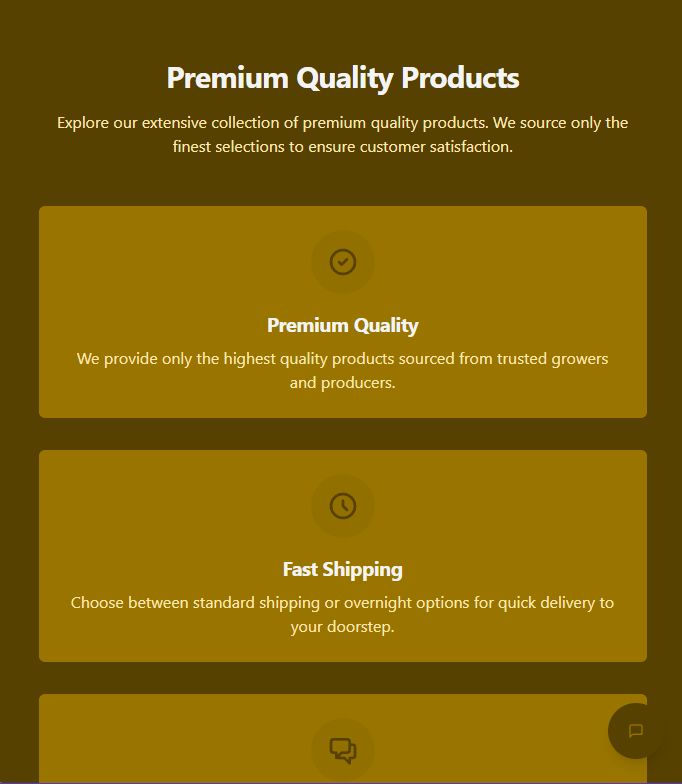 Premium Quality Products
Explore our extensive collection of premium quality products. We source only the
finest selections to ensure customer satisfaction.
Premium Quality
We provide only the highest quality products sourced from trusted growers
and producers.
Fast Shipping
Choose between standard shipping or overnight options for quick delivery to
your doorstep.